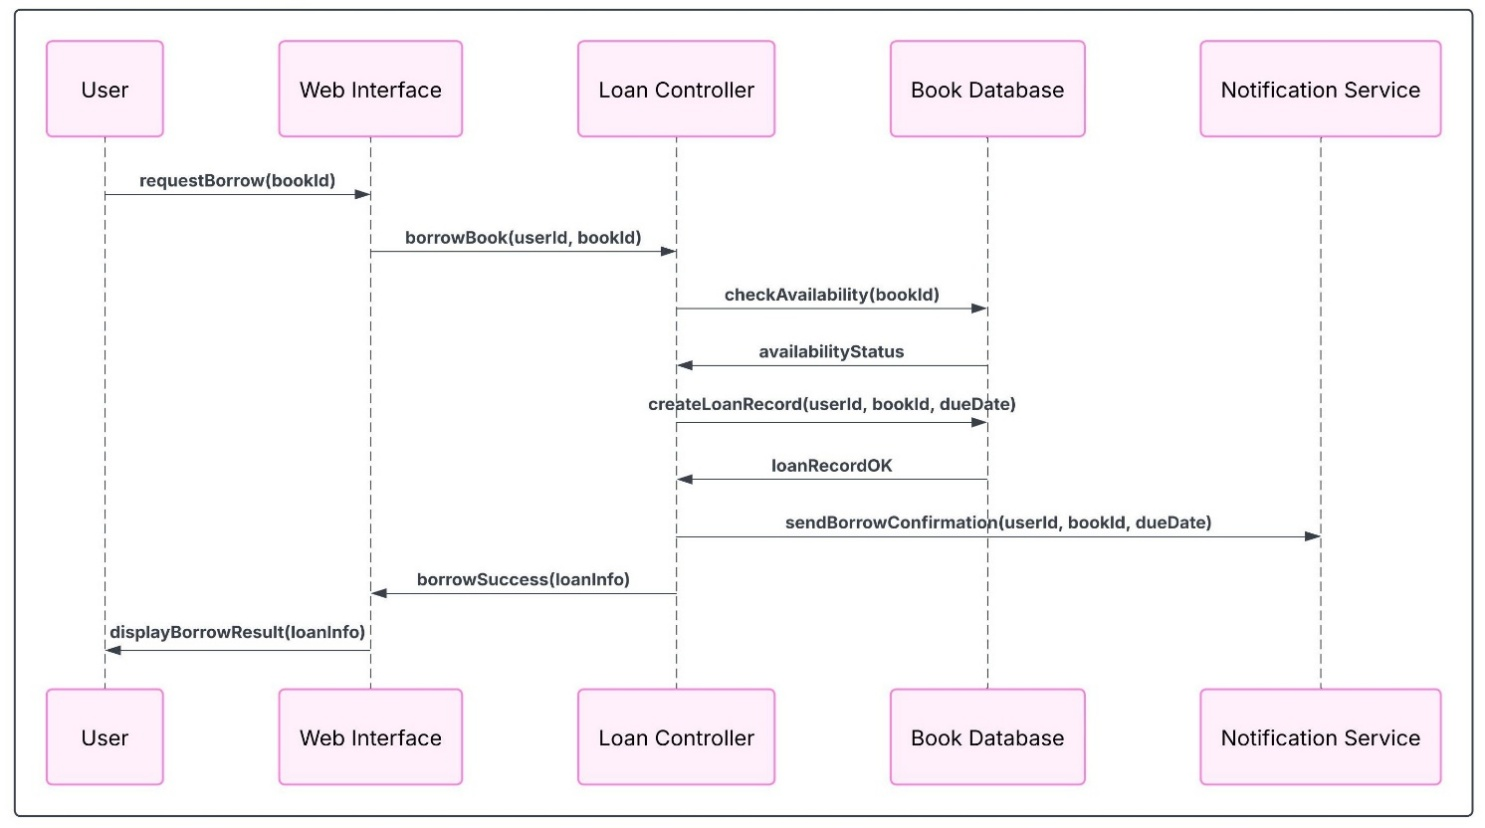 User
Web Interface
Loan Controller
Book Database
Notification Service
requestBorrow(bookId)
borrowBook(userId, bookId)
checkAvailability(bookId)
availabilityStatus
createLoanRecord(userId, bookId, dueDate)
loanRecordOK
sendBorrowConfirmation(userId, bookId, dueDate)
borrowSuccess(loanInfo)
displayBorrowResult(loanInfo)
User
Web Interface
Loan Controller
Book Database
Notification Service